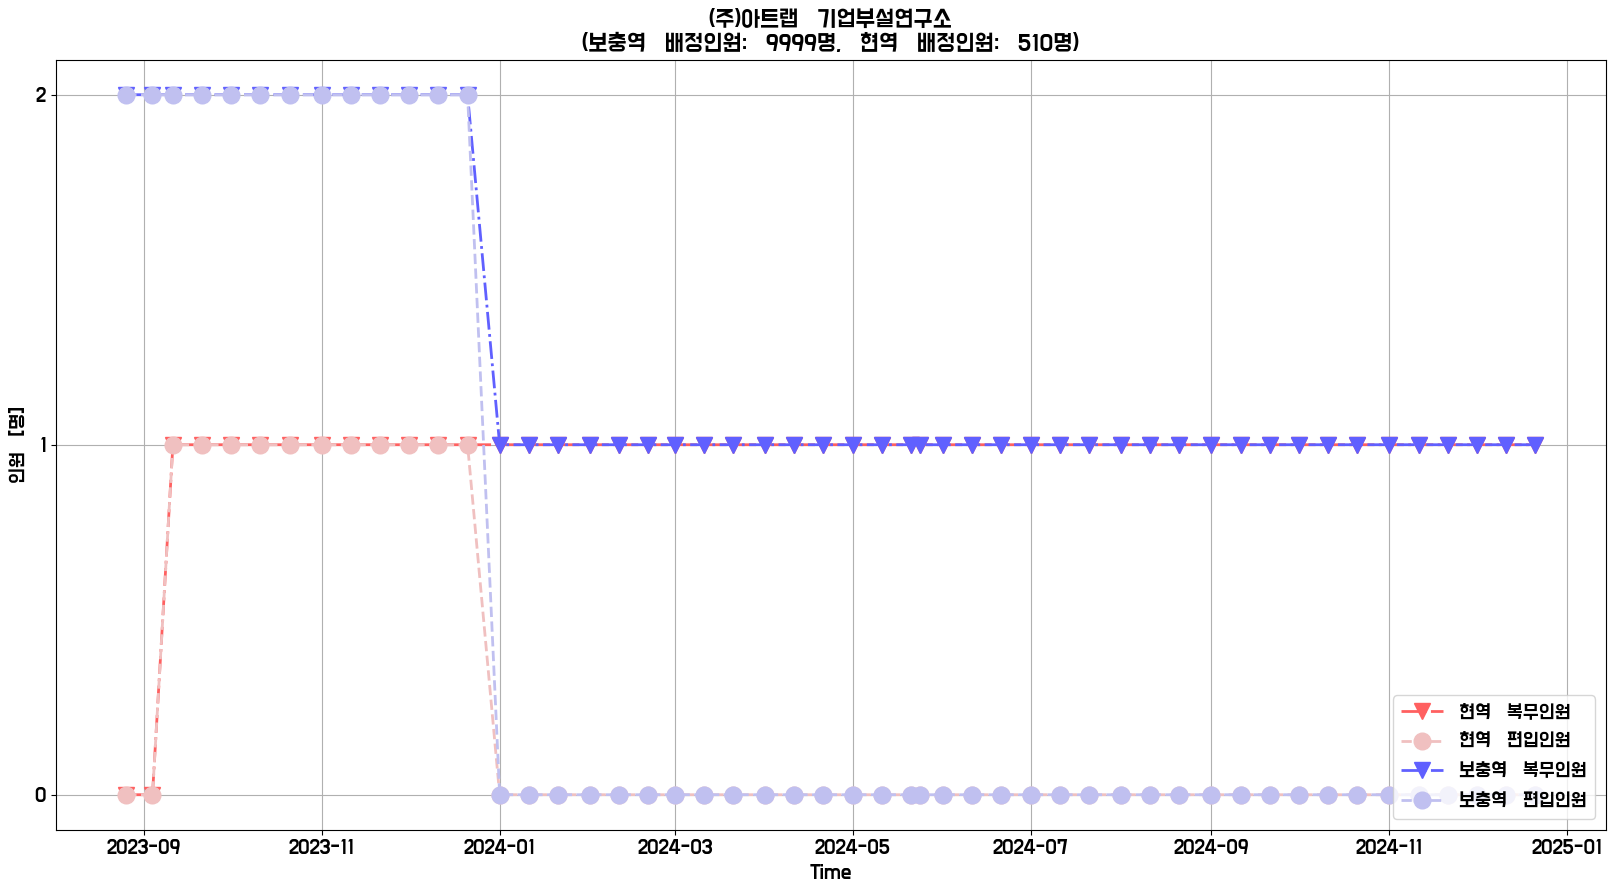 (주)아트랩 기업부설연구소
(보충역 배정인원: 9999명, 현역 배정인원: 510명)
인원 [명]
2
1
0
현역 복무인원
현역 편입인원
보충역 복무인원
보충역 편입인원
2023-09 2023-11 2024-01 2024-03 2024-05 2024-07 2024-09 2024-11 2025-01
Time